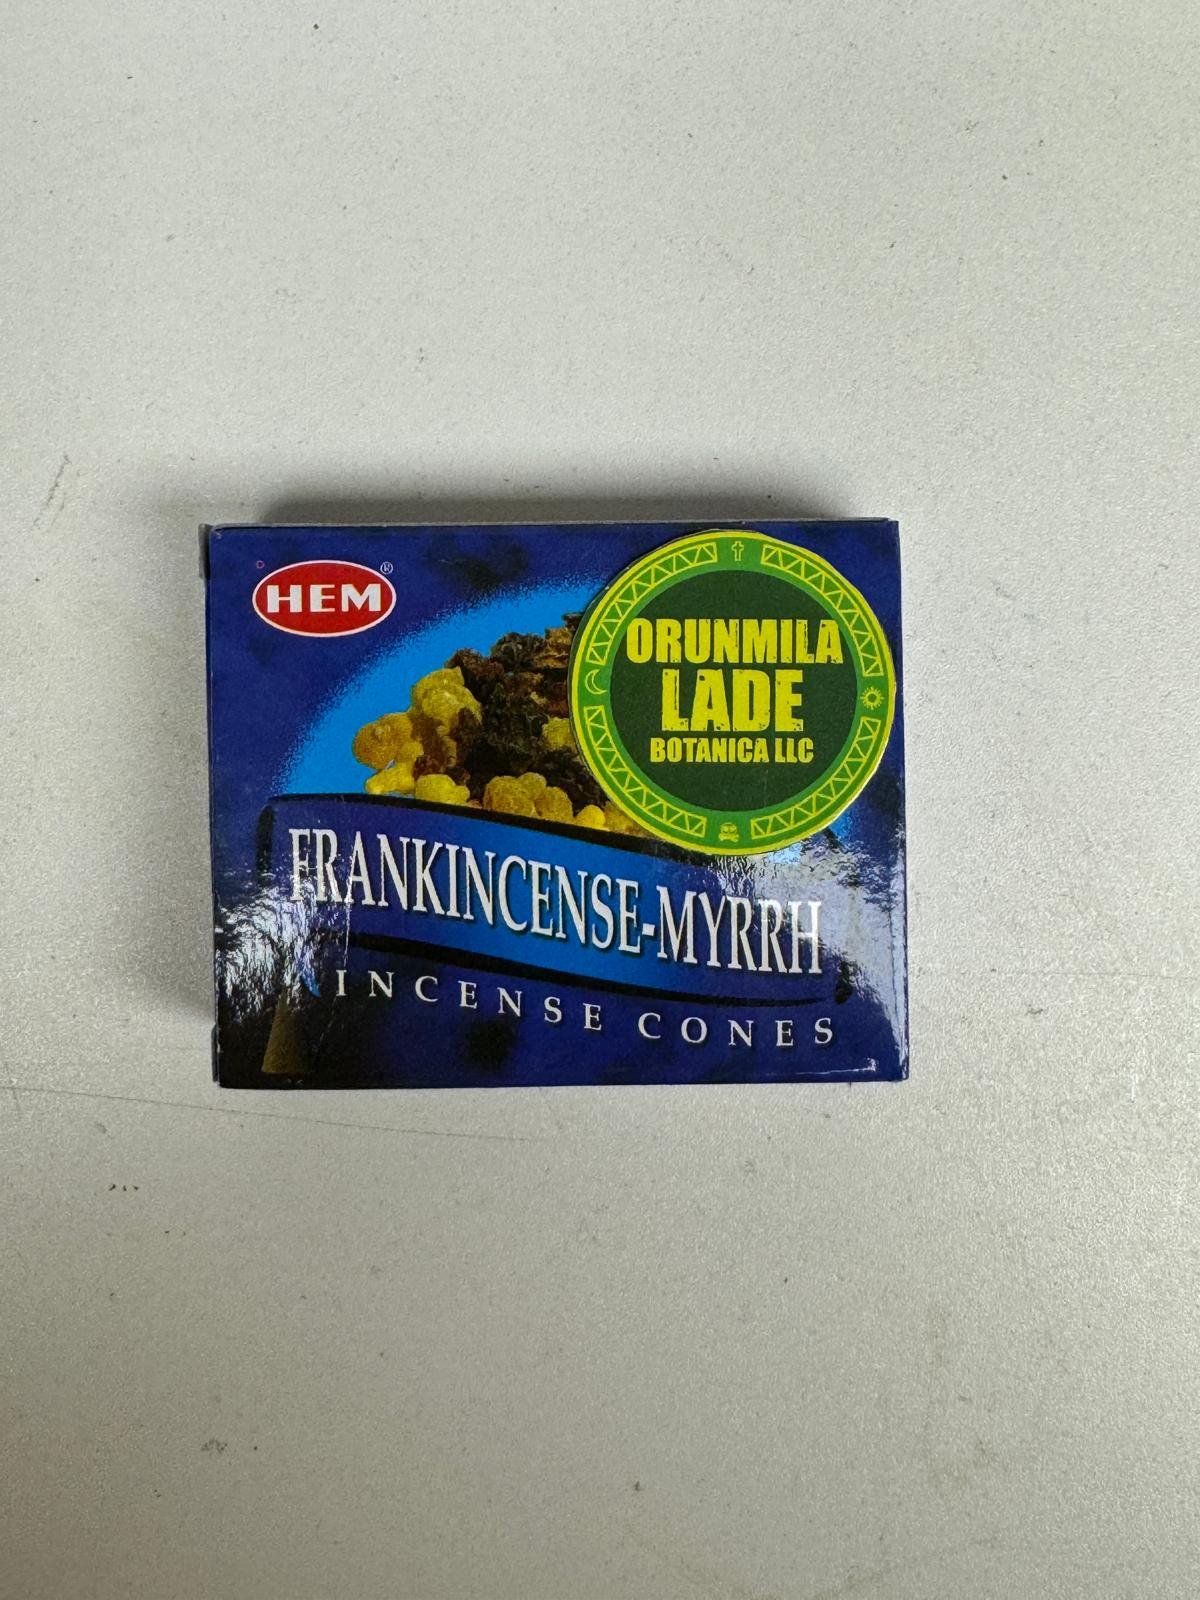 HEM®
ORUNMILA
LADE
BOTANICA LLC
FRANKINCENSE-MYRRH
INCENSE CONES